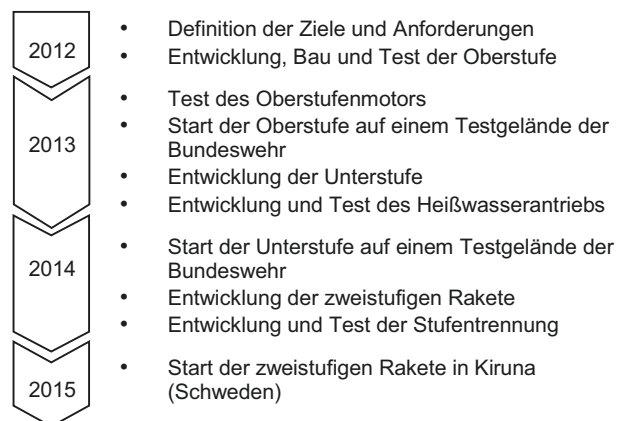 2012
• Definition der Ziele und Anforderungen
• Entwicklung, Bau und Test der Oberstufe
2013
• Test des Oberstufenmotors
• Start der Oberstufe auf einem Testgelände der
Bundeswehr
• Entwicklung der Unterstufe
• Entwicklung und Test des Heißwasserantriebs
2014
• Start der Unterstufe auf einem Testgelände der
Bundeswehr
• Entwicklung der zweistufigen Rakete
• Entwicklung und Test der Stufentrennung
2015
• Start der zweistufigen Rakete in Kiruna
(Schweden)